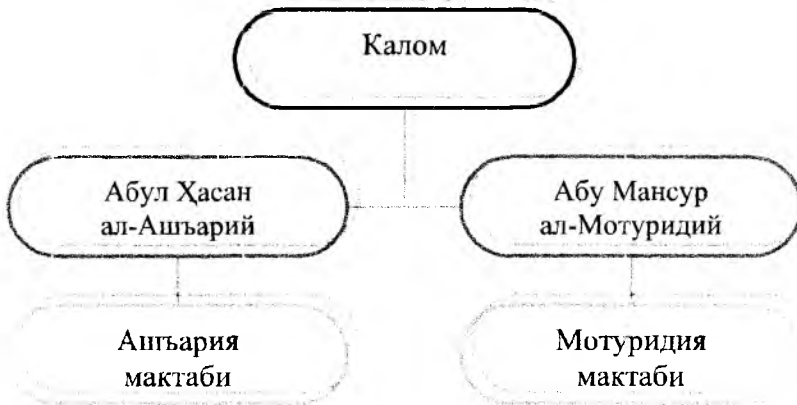 Калом
Абул Ҳасан
ал-Ашъарий
Абу Мансур
ал-Мотуридий
Ашъария
мактаби
Мотуридия
мактаби